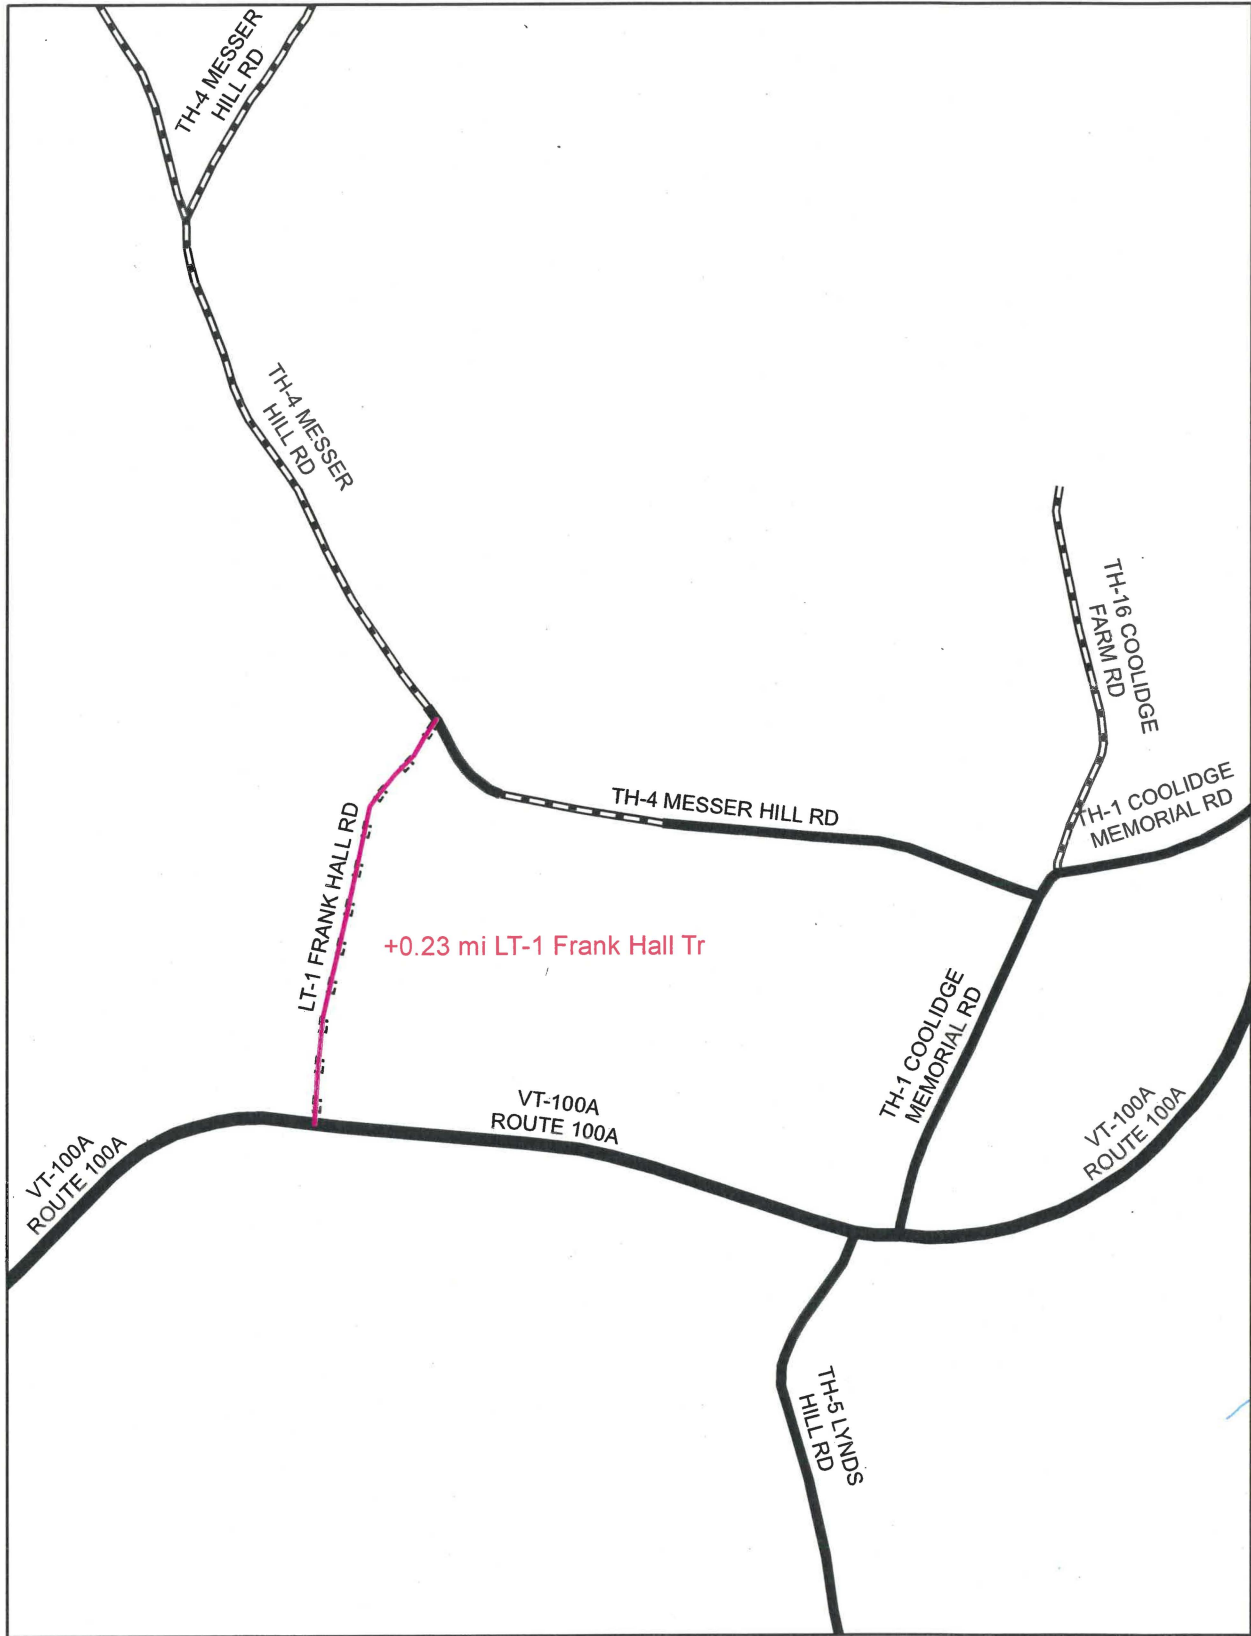 TH-4 MESSER
HILL RD
TH-4 MESSER
HILL RD
TH-16 COOLIDGE
FARM RD
TH-1 COOLIDGE
MEMORIAL RD
TH-4 MESSER HILL RD
LT-1 FRANK HALL RD
+0.23 mi LT-1 Frank Hall Tr
TH-1 COOLIDGE
MEMORIAL RD
VT-100A
ROUTE 100A
VT-100A
ROUTE 100A
VT-100A
ROUTE 100A
TH-5 LYNDS
HILL RD